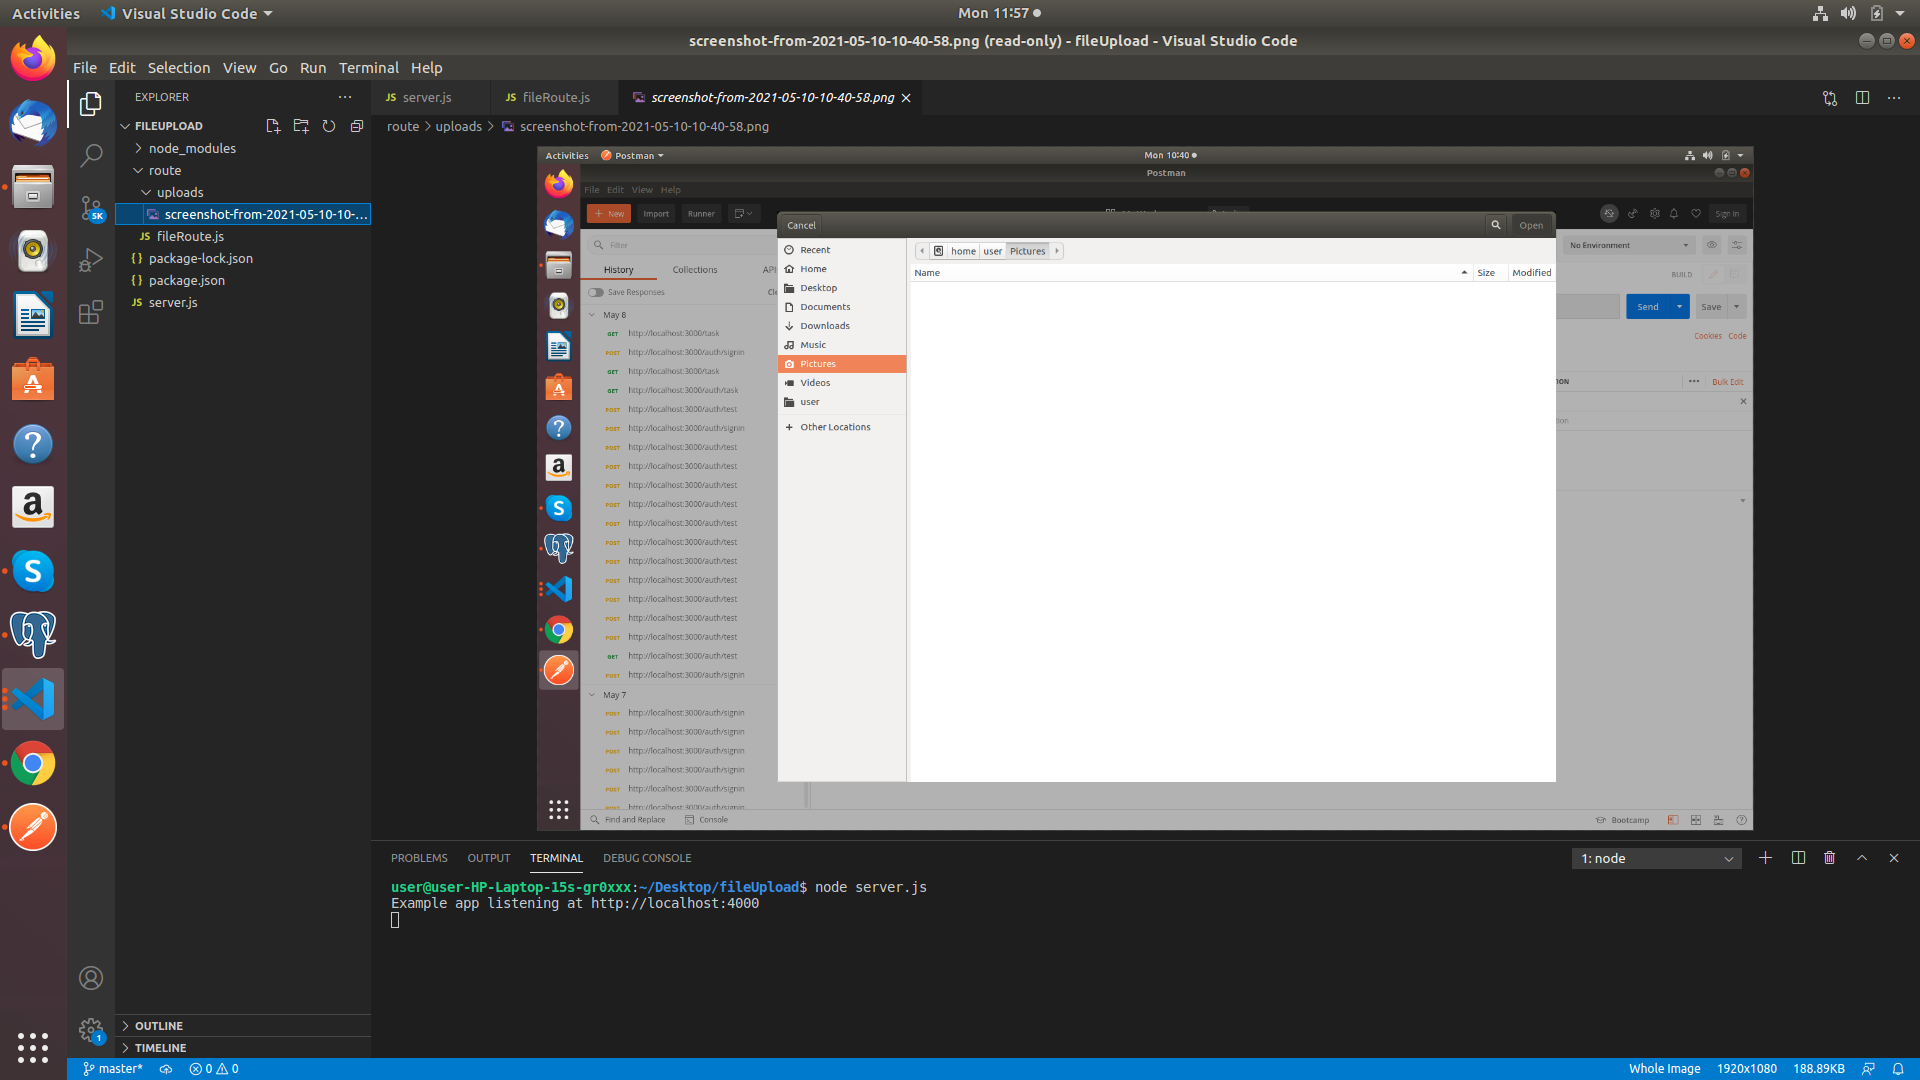 Activities Visual Studio Code Mon 11:57
screenshot-from-2021-05-10-10-40-58.png (read-only) - fileUpload - Visual Studio Code
File Edit Selection View Go Run Terminal Help
EXPLORER
FILEUPLOAD
node_modules
route
uploads
screenshot-from-2021-05-10-10-...
JS fileRoute.js
{} package-lock.json
{} package.json
JS server.js
5K
1
OUTLINE
TIMELINE
JS server.js JS fileRoute.js screenshot-from-2021-05-10-10-40-58.png
route > uploads > screenshot-from-2021-05-10-10-40-58.png
Activities Postman Mon 10:40
Postman
File Edit View Help
New Import Runner Sign In
Cancel Open
Filter
History Collections API
Save Responses Cle
Recent
Home
Desktop
Documents
Downloads
Music
Pictures
Videos
user
Other Locations
home user Pictures
Name Size Modified
No Environment
BUILD
Send Save
Cookies Code
ION Bulk Edit
tion
May 8
GET http://localhost:3000/task
POST http://localhost:3000/auth/signin
GET http://localhost:3000/task
GET http://localhost:3000/auth/task
POST http://localhost:3000/auth/test
POST http://localhost:3000/auth/signin
POST http://localhost:3000/auth/test
POST http://localhost:3000/auth/test
POST http://localhost:3000/auth/test
POST http://localhost:3000/auth/test
POST http://localhost:3000/auth/test
POST http://localhost:3000/auth/test
POST http://localhost:3000/auth/test
POST http://localhost:3000/auth/test
POST http://localhost:3000/auth/test
POST http://localhost:3000/auth/test
POST http://localhost:3000/auth/test
GET http://localhost:3000/auth/test
POST http://localhost:3000/auth/signin
May 7
POST http://localhost:3000/auth/signin
POST http://localhost:3000/auth/signin
POST http://localhost:3000/auth/signin
POST http://localhost:3000/auth/signin
POST http://localhost:3000/auth/signin
POST http://localhost:3000/auth/signin
Find and Replace Console Bootcamp
PROBLEMS OUTPUT TERMINAL DEBUG CONSOLE 1: node
user@user-HP-Laptop-15s-gr0xxx:~/Desktop/fileUpload$ node server.js
Example app listening at http://localhost:4000
master* 0 0 Whole Image 1920x1080 188.89KB